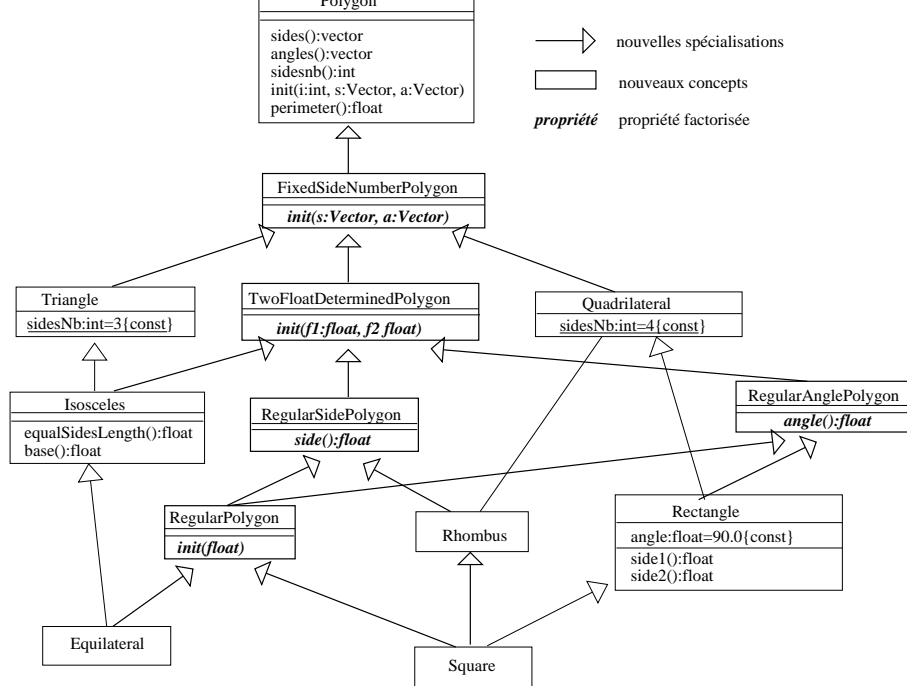 Polygon
sides():vector
angles():vector
sidesnb():int
init(i:int, s:Vector, a:Vector)
perimeter():float
nouvelles spécialisations
nouveaux concepts
propriété propriété factorisée
FixedSideNumberPolygon
init(s:Vector, a:Vector)
Triangle
sidesNb:int=3{const}
TwoFloatDeterminedPolygon
init(f1:float, f2 float)
Quadrilateral
sidesNb:int=4{const}
Isosceles
equalSidesLength():float
base():float
RegularSidePolygon
side():float
RegularAnglePolygon
angle():float
RegularPolygon
init(float)
Rhombus
Rectangle
angle:float=90.0{const}
side1():float
side2():float
Equilateral
Square